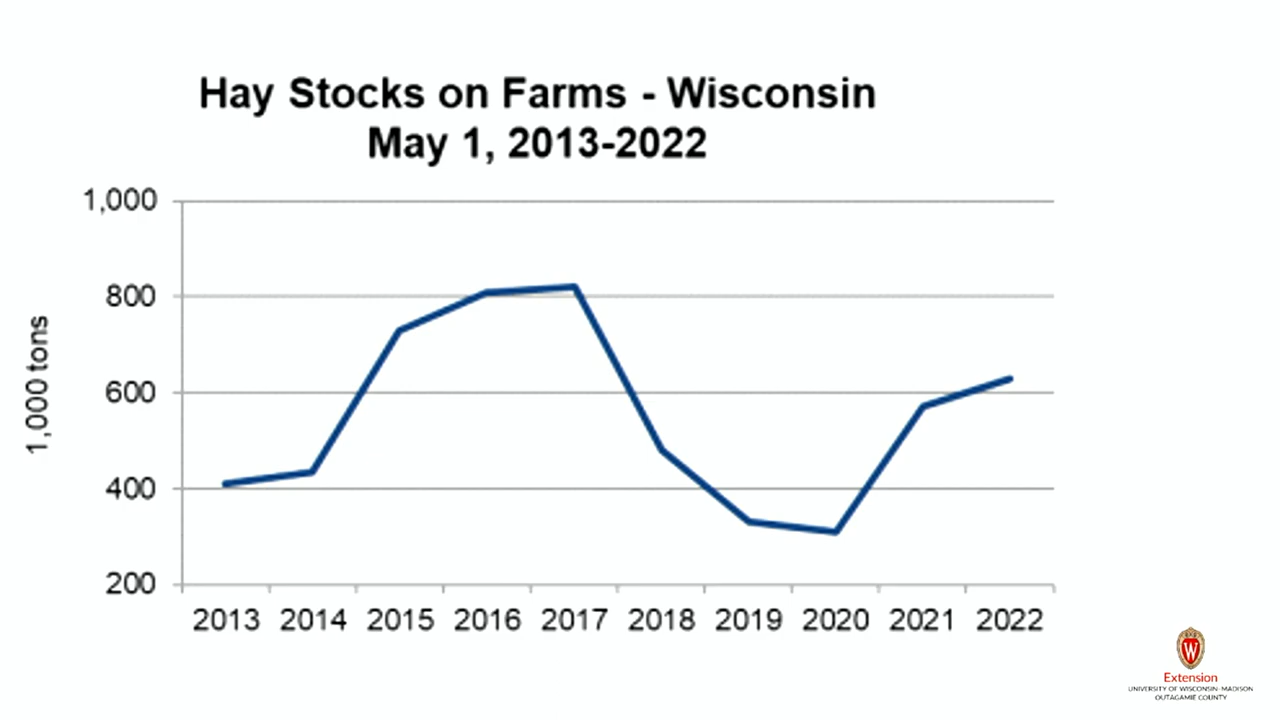 Hay Stocks on Farms - Wisconsin
May 1, 2013-2022
1,000 tons
1,000
800
600
400
200
2013 2014 2015 2016 2017 2018 2019 2020 2021 2022
W
Extension
UNIVERSITY OF WISCONSIN-MADISON
OUTAGAMIE COUNTY